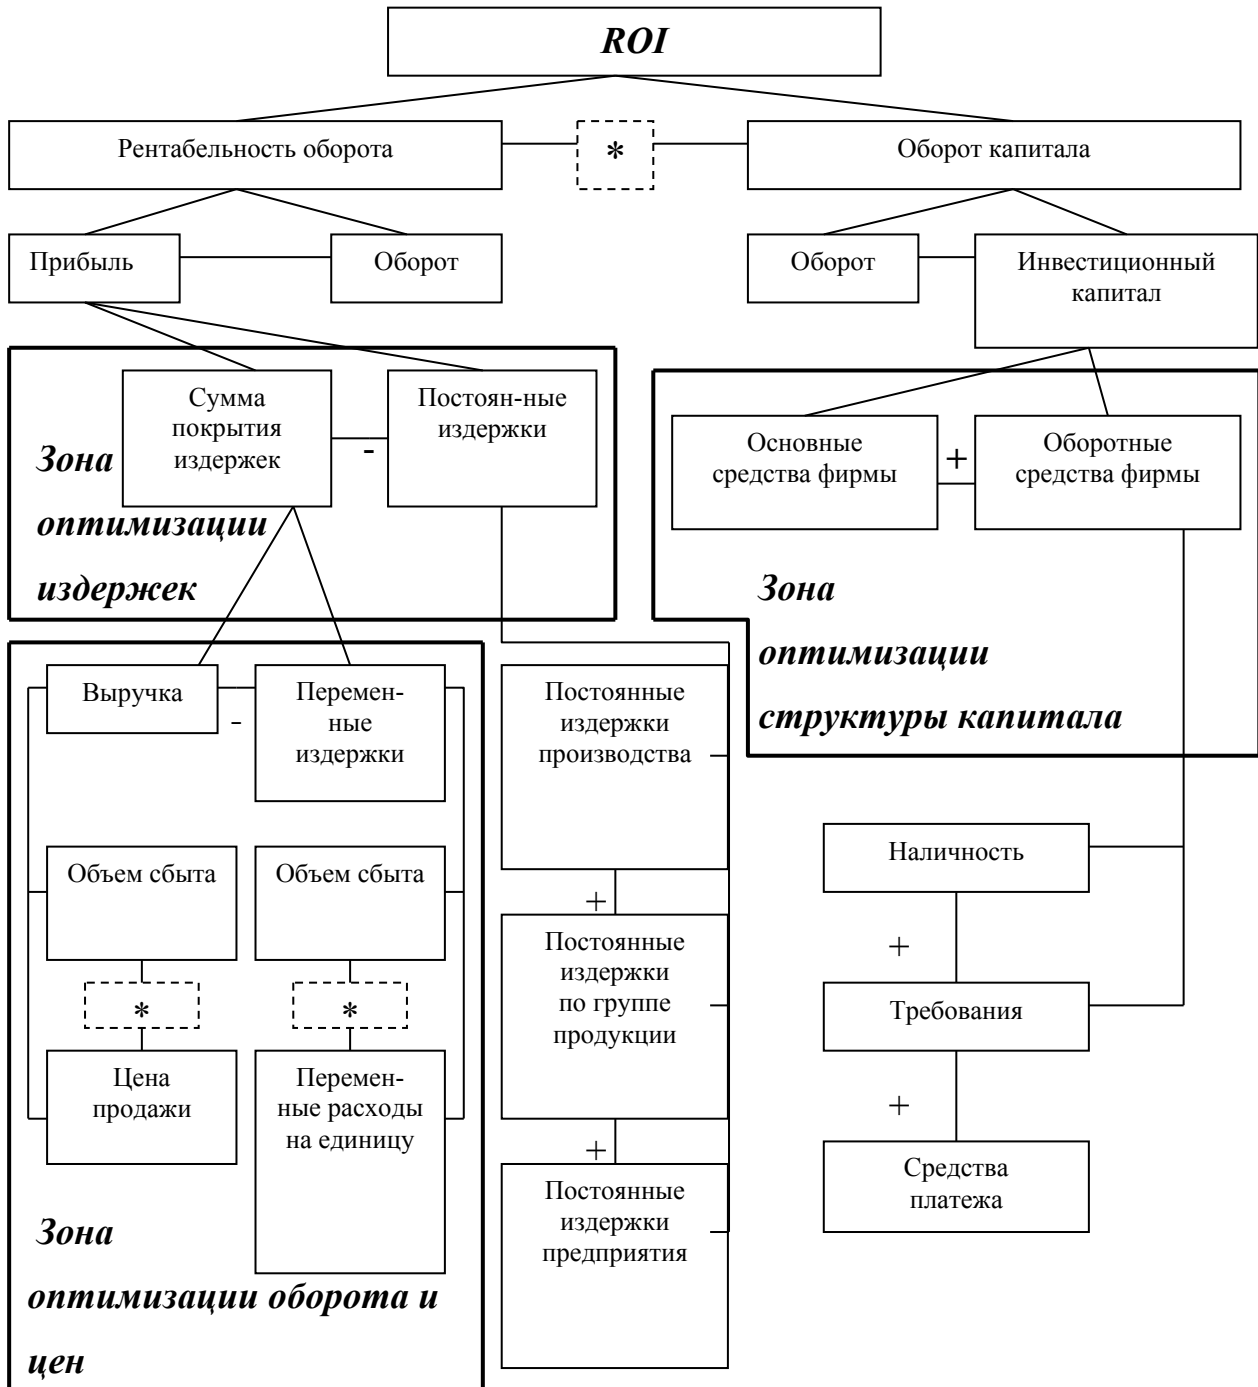 ROI
Рентабельность оборота
*
Оборот капитала
Прибыль
Оборот
Оборот
Инвестиционный
капитал
Сумма
покрытия
издержек
-
Постоян-ные
издержки
Зона
оптимизации
издержек
Основные
средства фирмы
+
Оборотные
средства фирмы
Зона
оптимизации
структуры капитала
Выручка
-
Перемен-
ные
издержки
Объем сбыта
*
Цена
продажи
Объем сбыта
*
Перемен-
ные расходы
на единицу
Зона
оптимизации оборота и
цен
Постоянные
издержки
производства
+
Постоянные
издержки
по группе
продукции
+
Постоянные
издержки
предприятия
Наличность
+
Требования
+
Средства
платежа